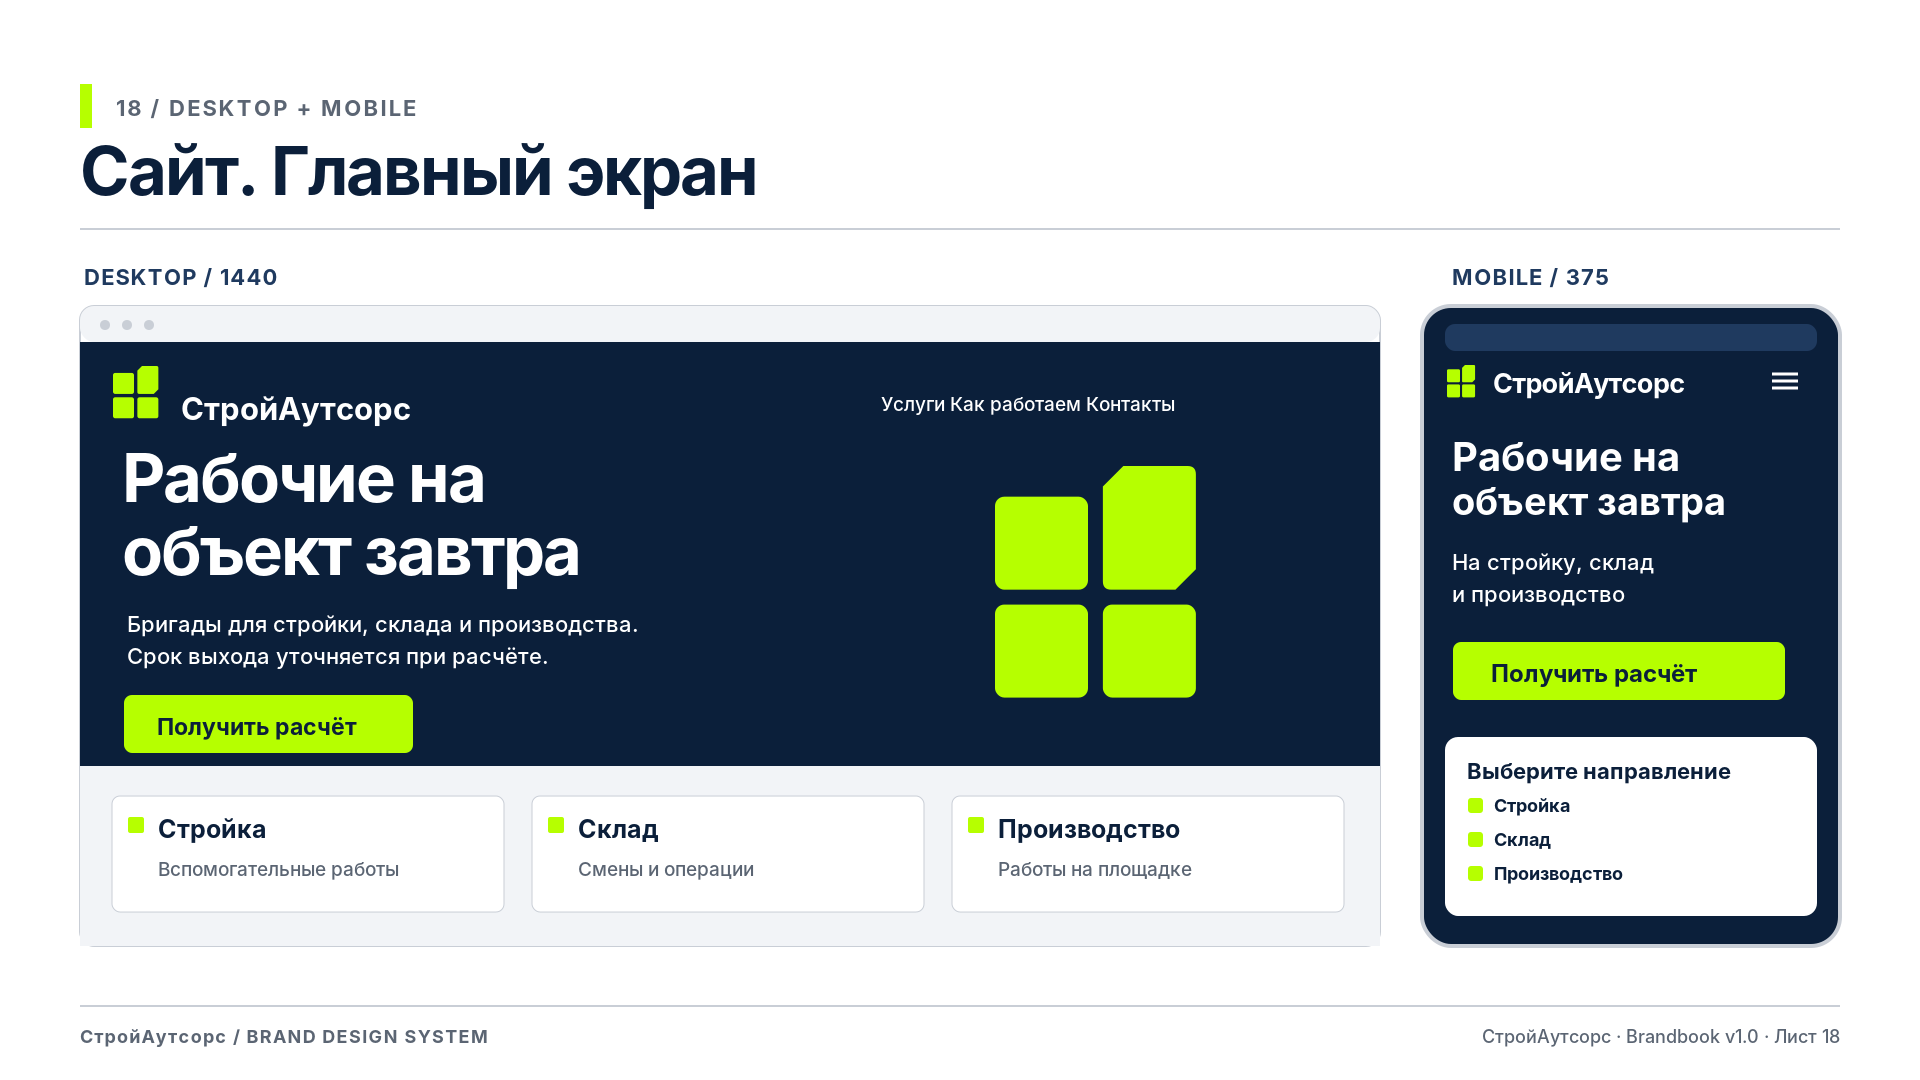 18 / DESKTOP + MOBILE
Сайт. Главный экран
DESKTOP / 1440
СтройАутсорс
Услуги Как работаем Контакты
Рабочие на
объект завтра
Бригады для стройки, склада и производства.
Срок выхода уточняется при расчёте.
Получить расчёт
Стройка
Вспомогательные работы
Склад
Смены и операции
Производство
Работы на площадке
MOBILE / 375
СтройАутсорс
Рабочие на
объект завтра
На стройку, склад
и производство
Получить расчёт
Выберите направление
Стройка
Склад
Производство
СтройАутсорс / BRAND DESIGN SYSTEM
СтройАутсорс · Brandbook v1.0 · Лист 18